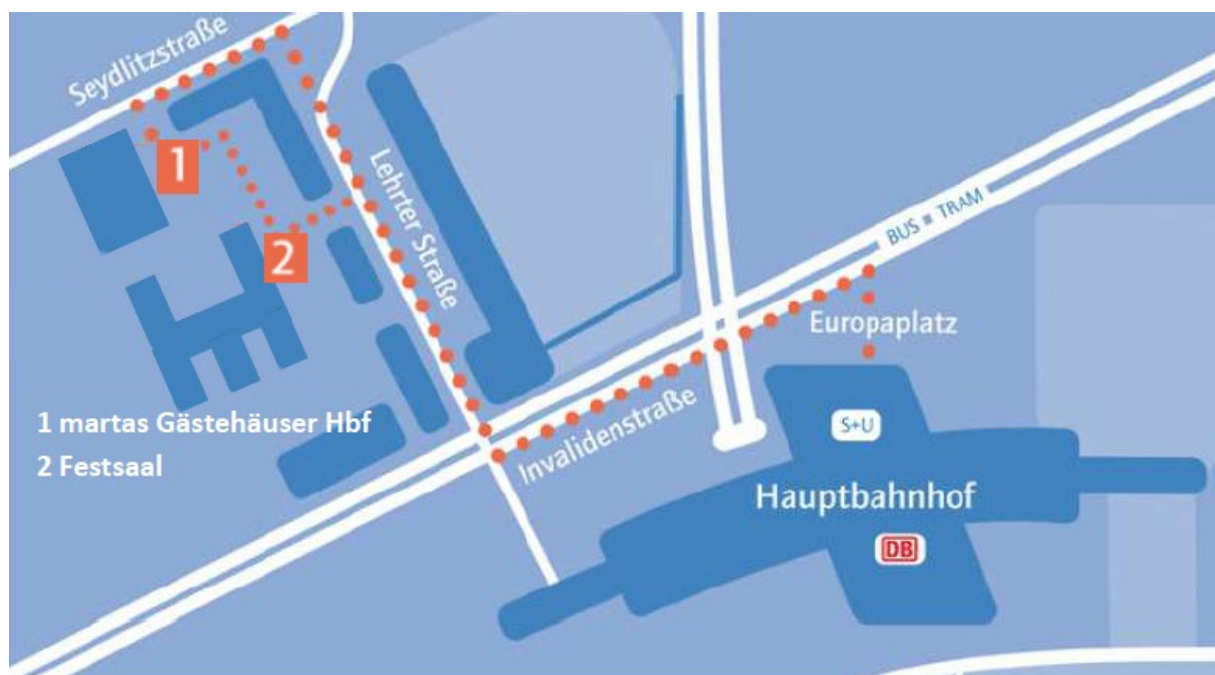 Seydlitzstraße
1
Lehrter Straße
2
BUS ▪ TRAM
Europaplatz
1 martas Gästehäuser Hbf
2 Festsaal
Invalidenstraße
S+U
Hauptbahnhof
DB